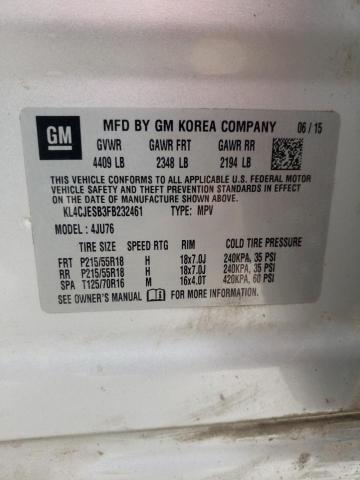 GM
MFD BY GM KOREA COMPANY 06 / 15
GVWR GAWR FRT GAWR RR
4409 LB 2348 LB 2194 LB
THIS VEHICLE CONFORMS TO ALL APPLICABLE U.S. FEDERAL MOTOR
VEHICLE SAFETY AND THEFT PREVENTION STANDARDS IN EFFECT
ON THE DATE OF MANUFACTURE SHOWN ABOVE.
KL4CJESB3FB232461 TYPE: MPV
MODEL : 4JU76
TIRE SIZE SPEED RTG RIM COLD TIRE PRESSURE
FRT P215/55R18 H 18x7.0J 240KPA, 35 PSI
RR P215/55R18 H 18x7.0J 240KPA, 35 PSI
SPA T125/70R16 M 16x4.0T 420KPA, 60 PSI
SEE OWNER'S MANUAL FOR MORE INFORMATION